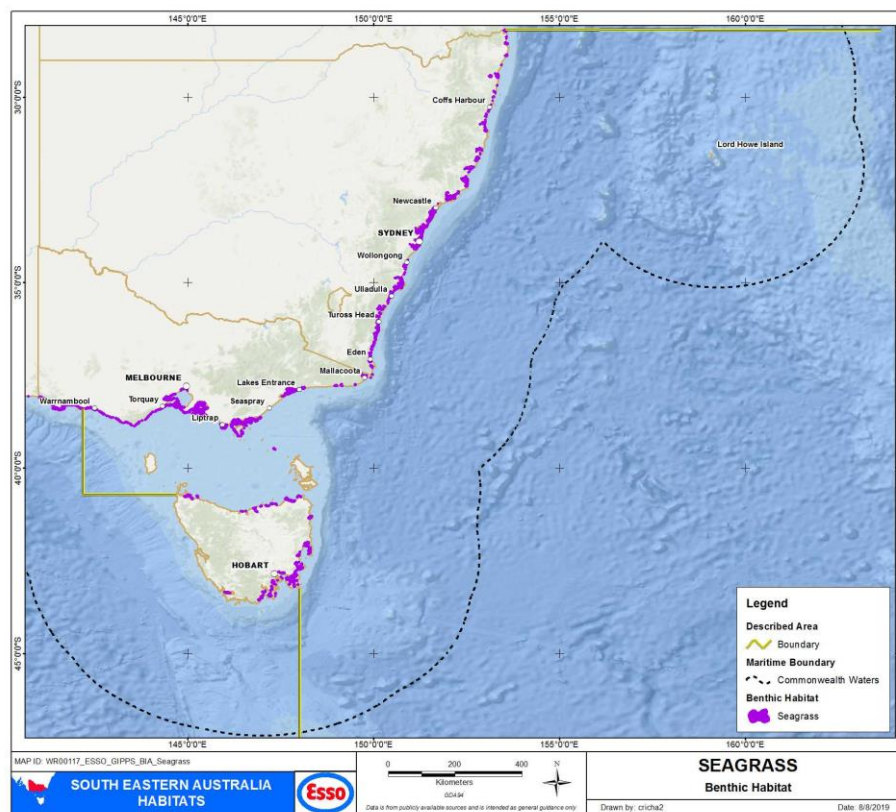 145°0'0"E 150°0'0"E 155°0'0"E 160°0'0"E
30°0'0"S
35°0'0"S
40°0'0"S
45°0'0"S
Coffs Harbour
Lord Howe Island
Newcastle
SYDNEY
Wollongong
Ulladulla
Tuross Head
Eden
Mallacoota
MELBOURNE
Lakes Entrance
Warrnambool
Torquay
Seaspray
Liptrap
HOBART
Legend
Described Area
Boundary
Maritime Boundary
Commonwealth Waters
Benthic Habitat
Seagrass
145°0'0"E 150°0'0"E 155°0'0"E 160°0'0"E
MAP ID: WR00117_ESSO_GIPPS_BIA_Seagrass
SOUTH EASTERN AUSTRALIA
HABITATS
Esso
0 200 400
Kilometers
GDA94
N
Data is from publicly available sources and is intended as general guidance only
SEAGRASS
Benthic Habitat
Drawn by: cricha2 Date: 8/8/2019